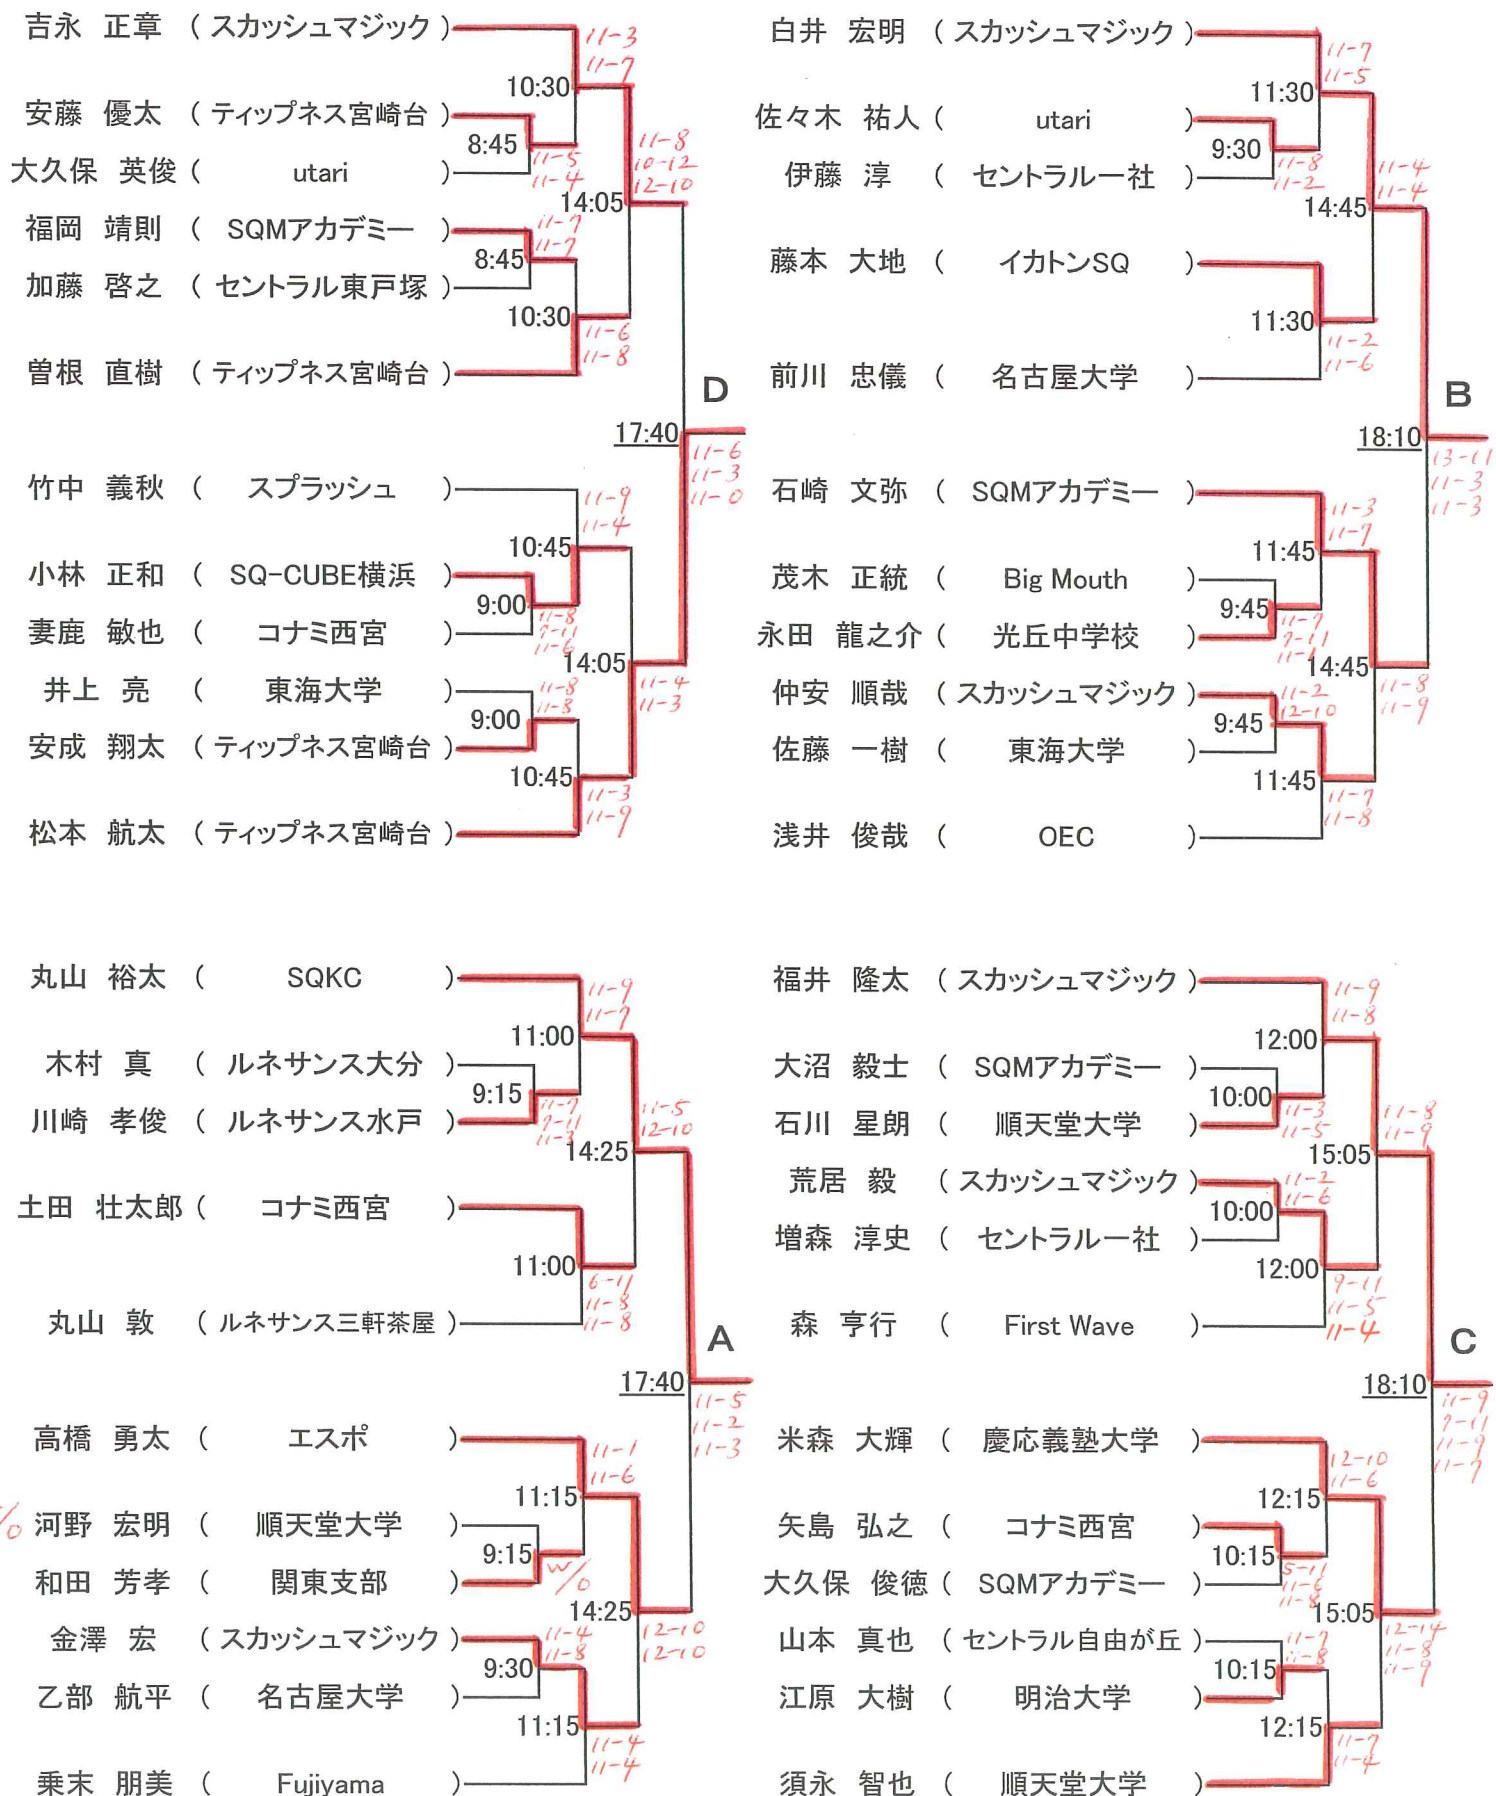 吉永 正章 ( スカッシュマジック )
11-3
11-7
10:30
安藤 優太 ( ティップネス宮崎台 )
8:45
11-5
11-4
大久保 英俊 ( utari )
11-8
10-12
12-10
14:05
福岡 靖則 ( SQMアカデミー )
11-7
11-7
8:45
加藤 啓之 ( セントラル東戸塚 )
10:30
11-6
11-8
曽根 直樹 ( ティップネス宮崎台 )
D
17:40
11-6
11-3
11-0
竹中 義秋 ( スプラッシュ )
11-9
11-4
10:45
小林 正和 ( SQ-CUBE横浜 )
9:00
11-8
7-11
11-6
妻鹿 敏也 ( コナミ西宮 )
14:05
11-4
11-3
井上 亮 ( 東海大学 )
11-8
11-8
9:00
安成 翔太 ( ティップネス宮崎台 )
10:45
11-3
11-9
松本 航太 ( ティップネス宮崎台 )
白井 宏明 ( スカッシュマジック )
11-7
11-5
11:30
佐々木 祐人 ( utari )
9:30
11-8
11-2
伊藤 淳 ( セントラル一社 )
11-4
11-4
14:45
藤本 大地 ( イカトンSQ )
11:30
11-2
11-6
前川 忠儀 ( 名古屋大学 )
B
18:10
13-11
11-3
11-3
石崎 文弥 ( SQMアカデミー )
11-3
11-7
11:45
茂木 正統 ( Big Mouth )
9:45
11-7
7-11
永田 龍之介 ( 光丘中学校 )
14:45
11-8
11-9
仲安 順哉 ( スカッシュマジック )
11-2
12-10
9:45
佐藤 一樹 ( 東海大学 )
11:45
11-7
11-8
浅井 俊哉 ( OEC )
丸山 裕太 ( SQKC )
11-9
11-7
11:00
木村 真 ( ルネサンス大分 )
9:15
11-7
7-11
11-3
川崎 孝俊 ( ルネサンス水戸 )
11-5
12-10
14:25
土田 壮太郎 ( コナミ西宮 )
11:00
6-11
11-8
11-8
丸山 敦 ( ルネサンス三軒茶屋 )
A
17:40
11-5
11-2
11-3
高橋 勇太 ( エスポ )
11-1
11-6
11:15
河野 宏明 ( 順天堂大学 )
9:15
w/o
和田 芳孝 ( 関東支部 )
14:25
12-10
12-10
金澤 宏 ( スカッシュマジック )
11-4
11-8
9:30
乙部 航平 ( 名古屋大学 )
11:15
11-4
11-4
乗末 朋美 ( Fujiyama )
福井 隆太 ( スカッシュマジック )
11-9
11-8
12:00
大沼 毅士 ( SQMアカデミー )
10:00
11-3
11-5
石川 星朗 ( 順天堂大学 )
11-8
11-9
15:05
荒居 毅 ( スカッシュマジック )
11-2
11-6
10:00
増森 淳史 ( セントラル一社 )
12:00
9-11
11-5
11-4
森 亨行 ( First Wave )
C
18:10
11-9
7-11
11-9
11-7
米森 大輝 ( 慶応義塾大学 )
12-10
11-6
12:15
矢島 弘之 ( コナミ西宮 )
10:15
5-11
11-6
11-8
大久保 俊徳 ( SQMアカデミー )
15:05
12-14
11-8
11-9
山本 真也 ( セントラル自由が丘 )
11-7
11-8
10:15
江原 大樹 ( 明治大学 )
12:15
11-7
11-4
須永 智也 ( 順天堂大学 )